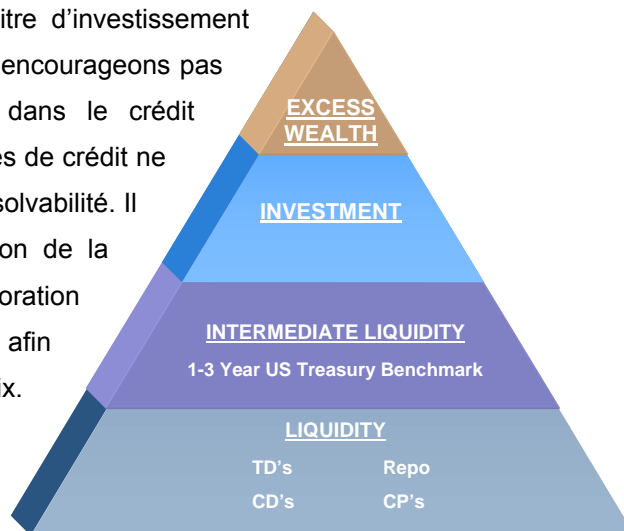 itre d’investissement
encourageons pas
dans le crédit
es de crédit ne
solvabilité. Il
on de la
oration
afin
ix.
EXCESS
WEALTH
INVESTMENT
INTERMEDIATE LIQUIDITY
1-3 Year US Treasury Benchmark
LIQUIDITY
TD’s Repo
CD’s CP’s